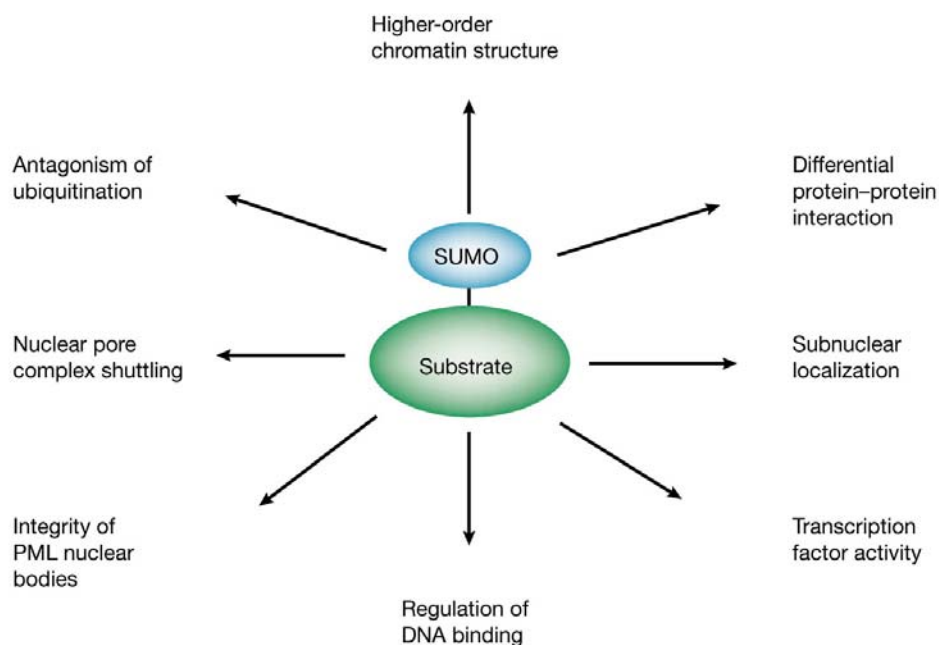 Higher-order
chromatin structure
Antagonism of
ubiquitination
Differential
protein–protein
interaction
SUMO
Nuclear pore
complex shuttling
Substrate
Subnuclear
localization
Integrity of
PML nuclear
bodies
Transcription
factor activity
Regulation of
DNA binding